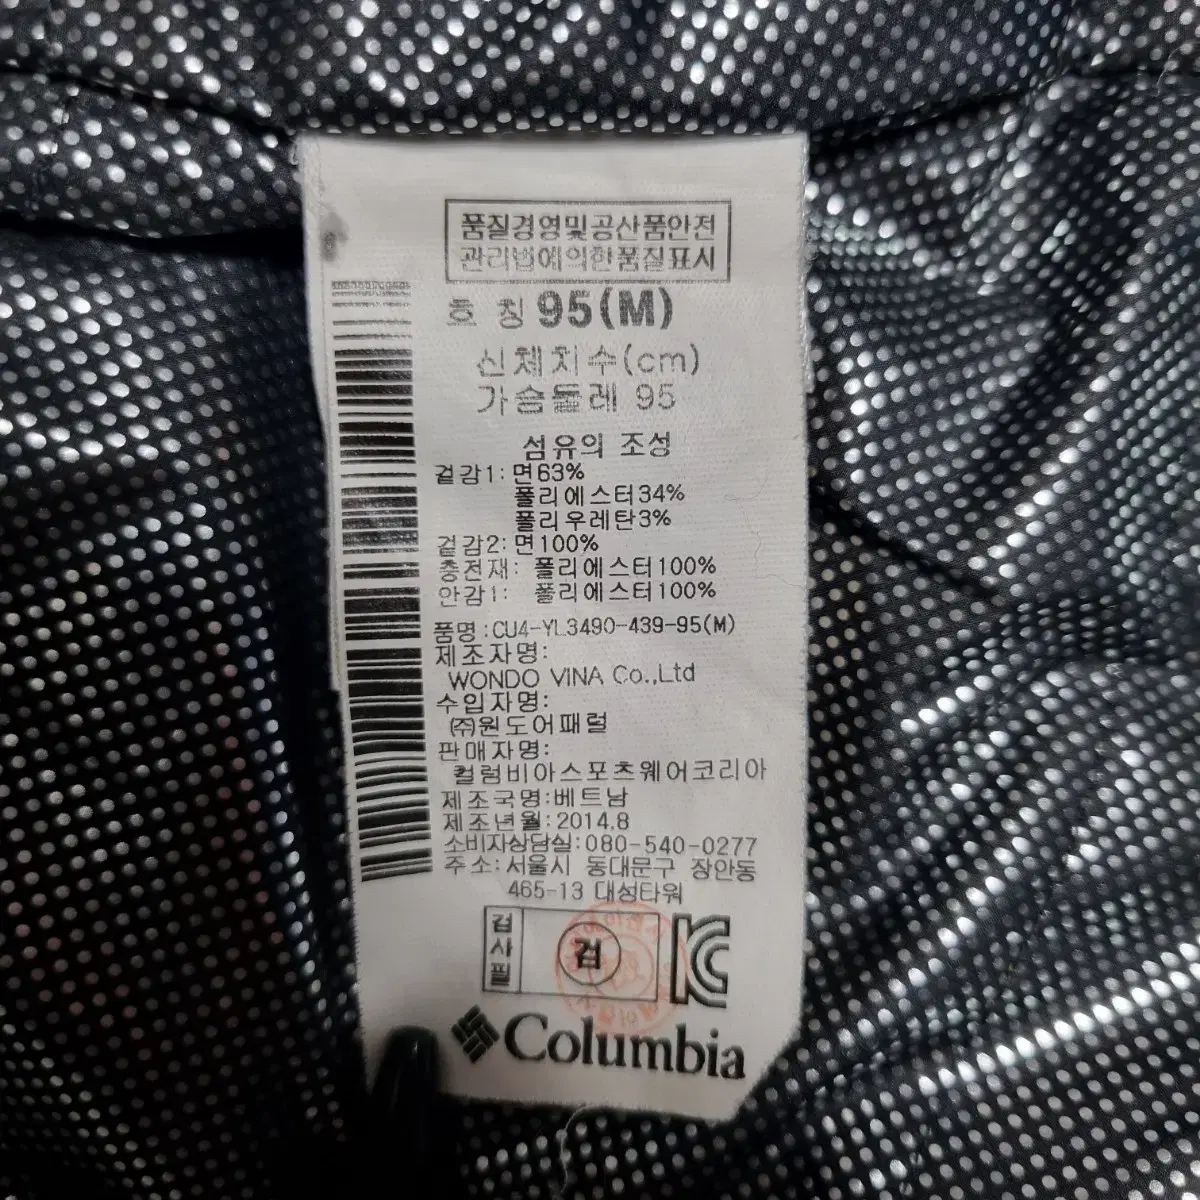 품질경영및공산품안전
관리법에의한품질표시
호 칭 95(M)
신체치수(cm)
가슴둘레 95
섬유의 조성
겉감1: 면63%
폴리에스터34%
폴리우레탄3%
겉감2: 면100%
충전재: 폴리에스터100%
안감1: 폴리에스터100%
품명:CU4-YL3490-439-95(M)
제조자명:
WONDO VINA Co.,Ltd
수입자명:
㈜원도어패럴
판매자명:
컬럼비아스포츠웨어코리아
제조국명:베트남
제조년월:2014.8
소비자상담실:080-540-0277
주소:서울시 동대문구 장안동
465-13 대성타워
검사필 검 KC
Columbia